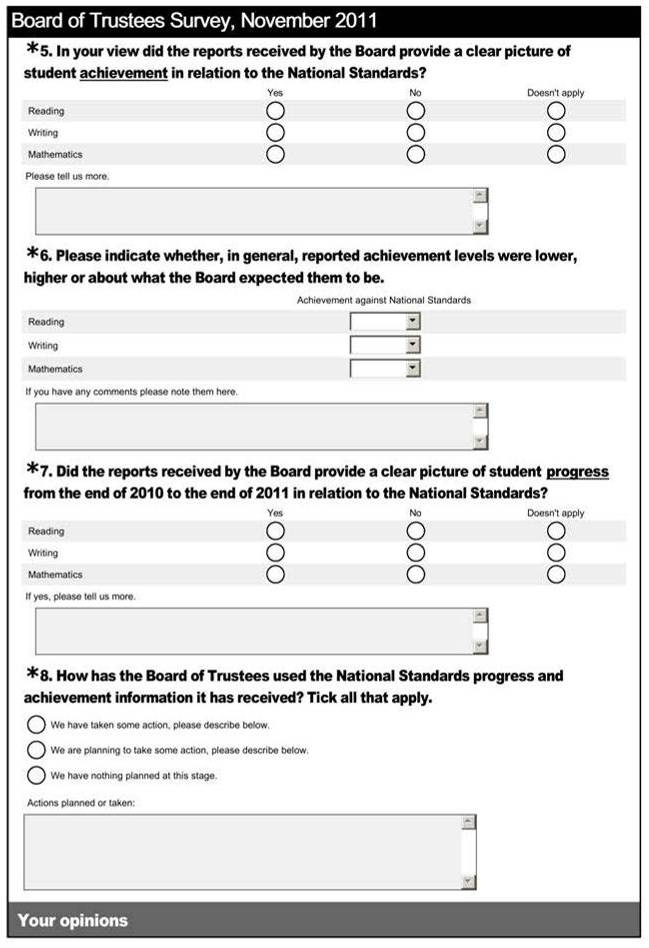 Board of Trustees Survey, November 2011
*5. In your view did the reports received by the Board provide a clear picture of
student achievement in relation to the National Standards?
Yes No Doesn't apply
Reading
Writing
Mathematics
Please tell us more.
*6. Please indicate whether, in general, reported achievement levels were lower,
higher or about what the Board expected them to be.
Achievement against National Standards
Reading
Writing
Mathematics
If you have any comments please note them here.
*7. Did the reports received by the Board provide a clear picture of student progress
from the end of 2010 to the end of 2011 in relation to the National Standards?
Yes No Doesn't apply
Reading
Writing
Mathematics
If yes, please tell us more.
*8. How has the Board of Trustees used the National Standards progress and
achievement information it has received? Tick all that apply.
We have taken some action, please describe below.
We are planning to take some action, please describe below.
We have nothing planned at this stage.
Actions planned or taken:
Your opinions